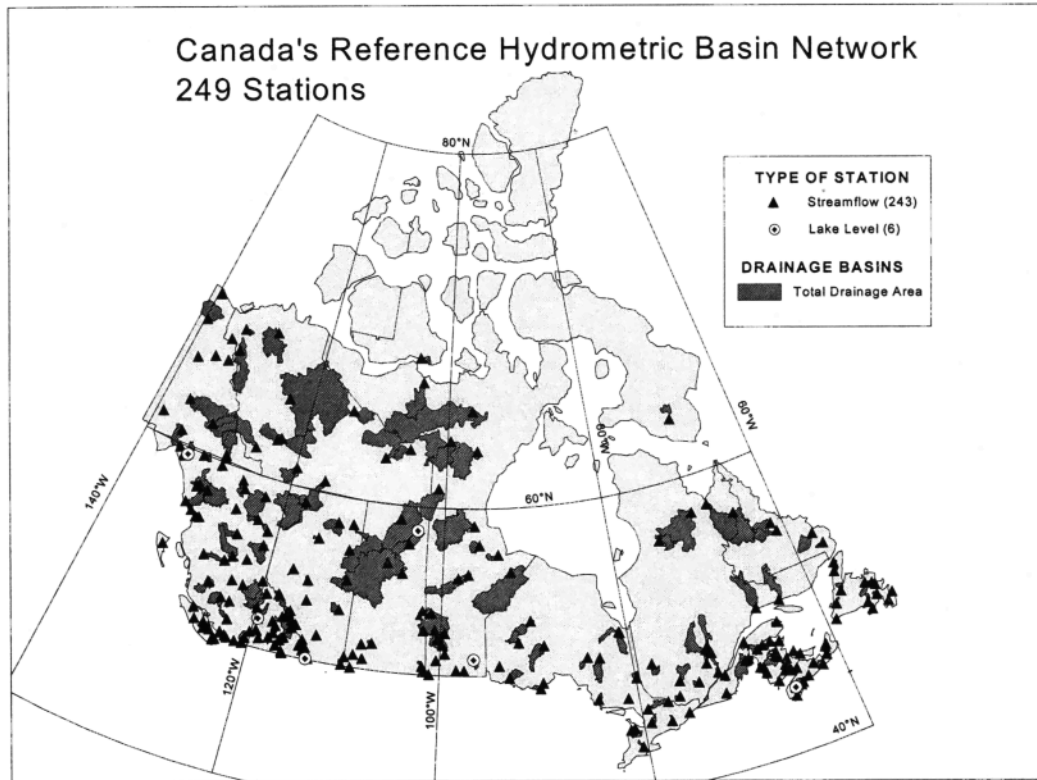 Canada's Reference Hydrometric Basin Network
249 Stations
80°N
TYPE OF STATION
Streamflow (243)
Lake Level (6)
DRAINAGE BASINS
Total Drainage Area
60°W
60°N
140°W
120°W
100°W
40°N